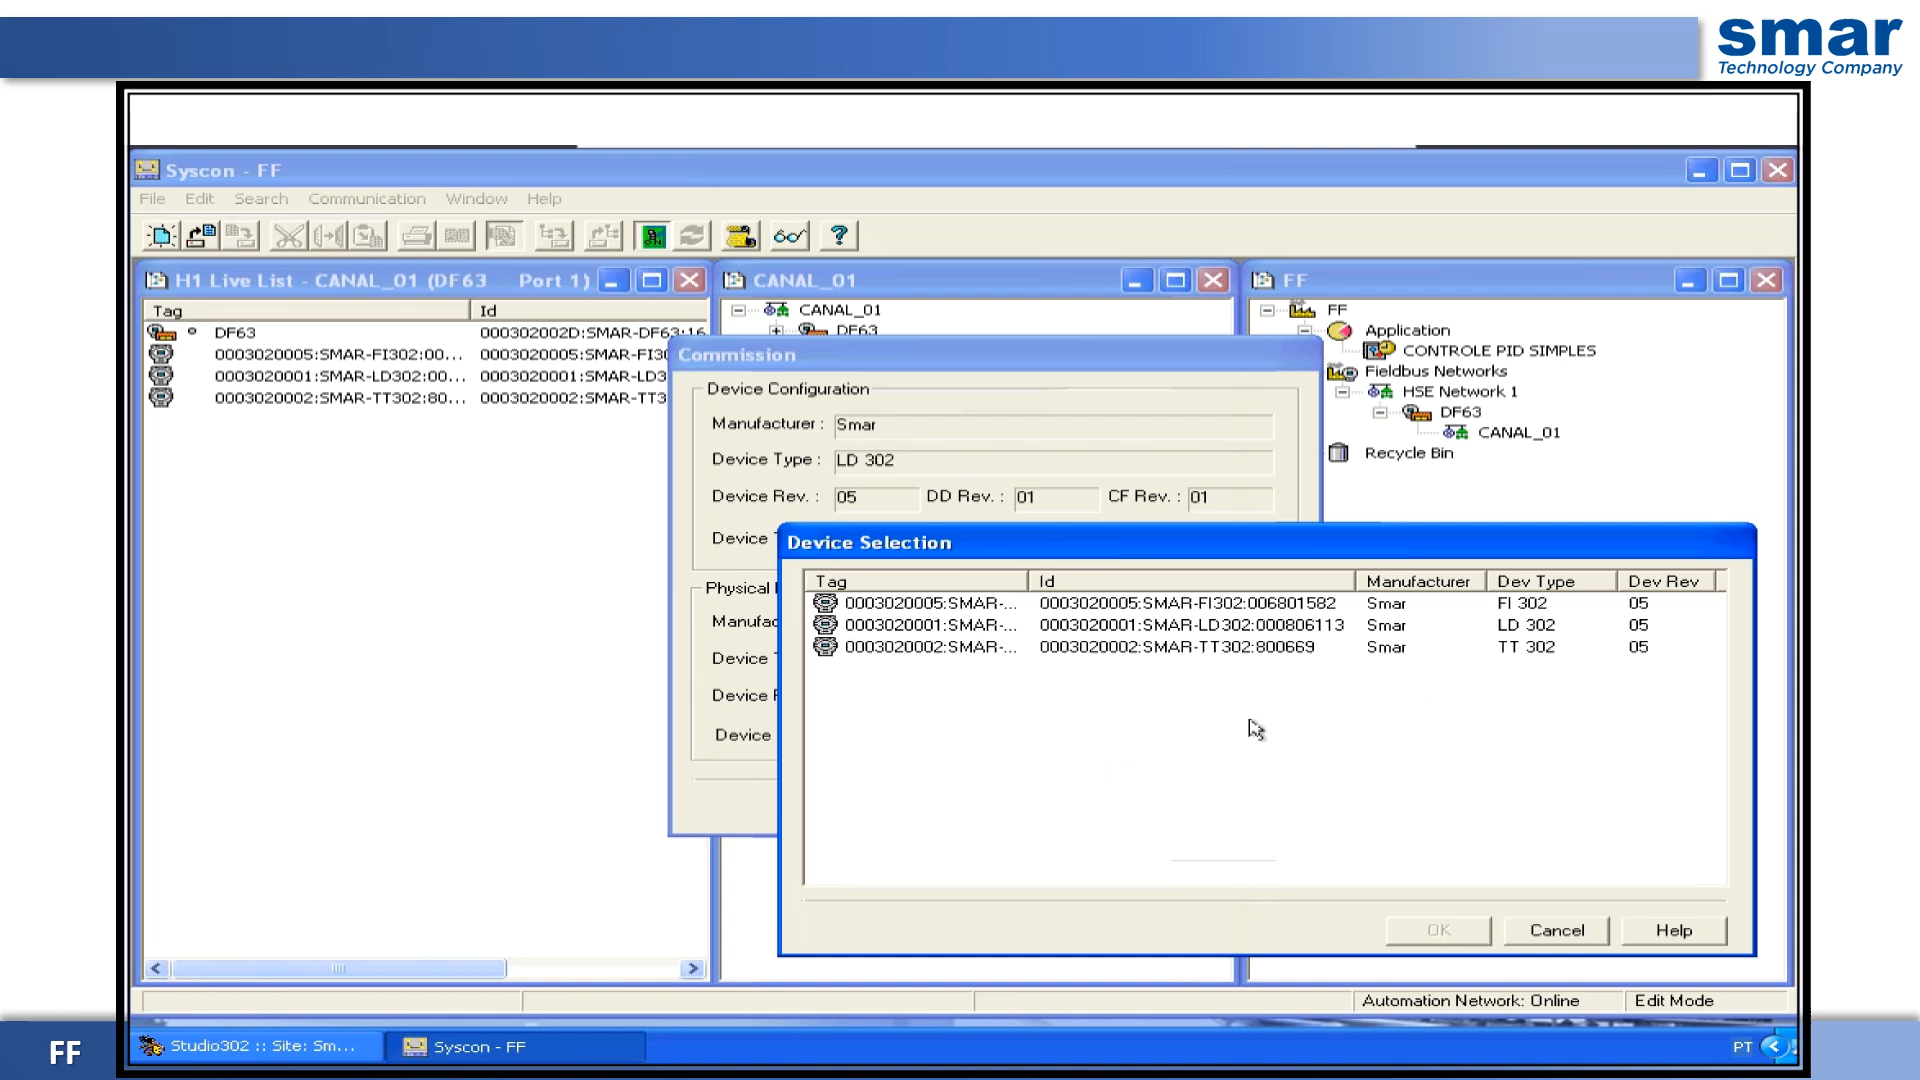 smar
Technology Company
Syscon - FF
File Edit Search Communication Window Help
H1 Live List - CANAL_01 (DF63 Port 1)
Tag Id
DF63 000302002D:SMAR-DF63:16
0003020005:SMAR-FI302:00... 0003020005:SMAR-FI30
0003020001:SMAR-LD302:00... 0003020001:SMAR-LD3
0003020002:SMAR-TT302:80... 0003020002:SMAR-TT3
CANAL_01
CANAL_01
DF63
FF
FF
Application
CONTROLE PID SIMPLES
Fieldbus Networks
HSE Network 1
DF63
CANAL_01
Recycle Bin
Commission
Device Configuration
Manufacturer : Smar
Device Type : LD 302
Device Rev. : 05 DD Rev. : 01 CF Rev. : 01
Device
Physical
Manufac
Device
Device
Device
Device Selection
Tag Id Manufacturer Dev Type Dev Rev
0003020005:SMAR-... 0003020005:SMAR-FI302:006801582 Smar FI 302 05
0003020001:SMAR-... 0003020001:SMAR-LD302:000806113 Smar LD 302 05
0003020002:SMAR-... 0003020002:SMAR-TT302:800669 Smar TT 302 05
OK Cancel Help
Automation Network: Online Edit Mode
Studio302 :: Site: Sm... Syscon - FF PT
FF